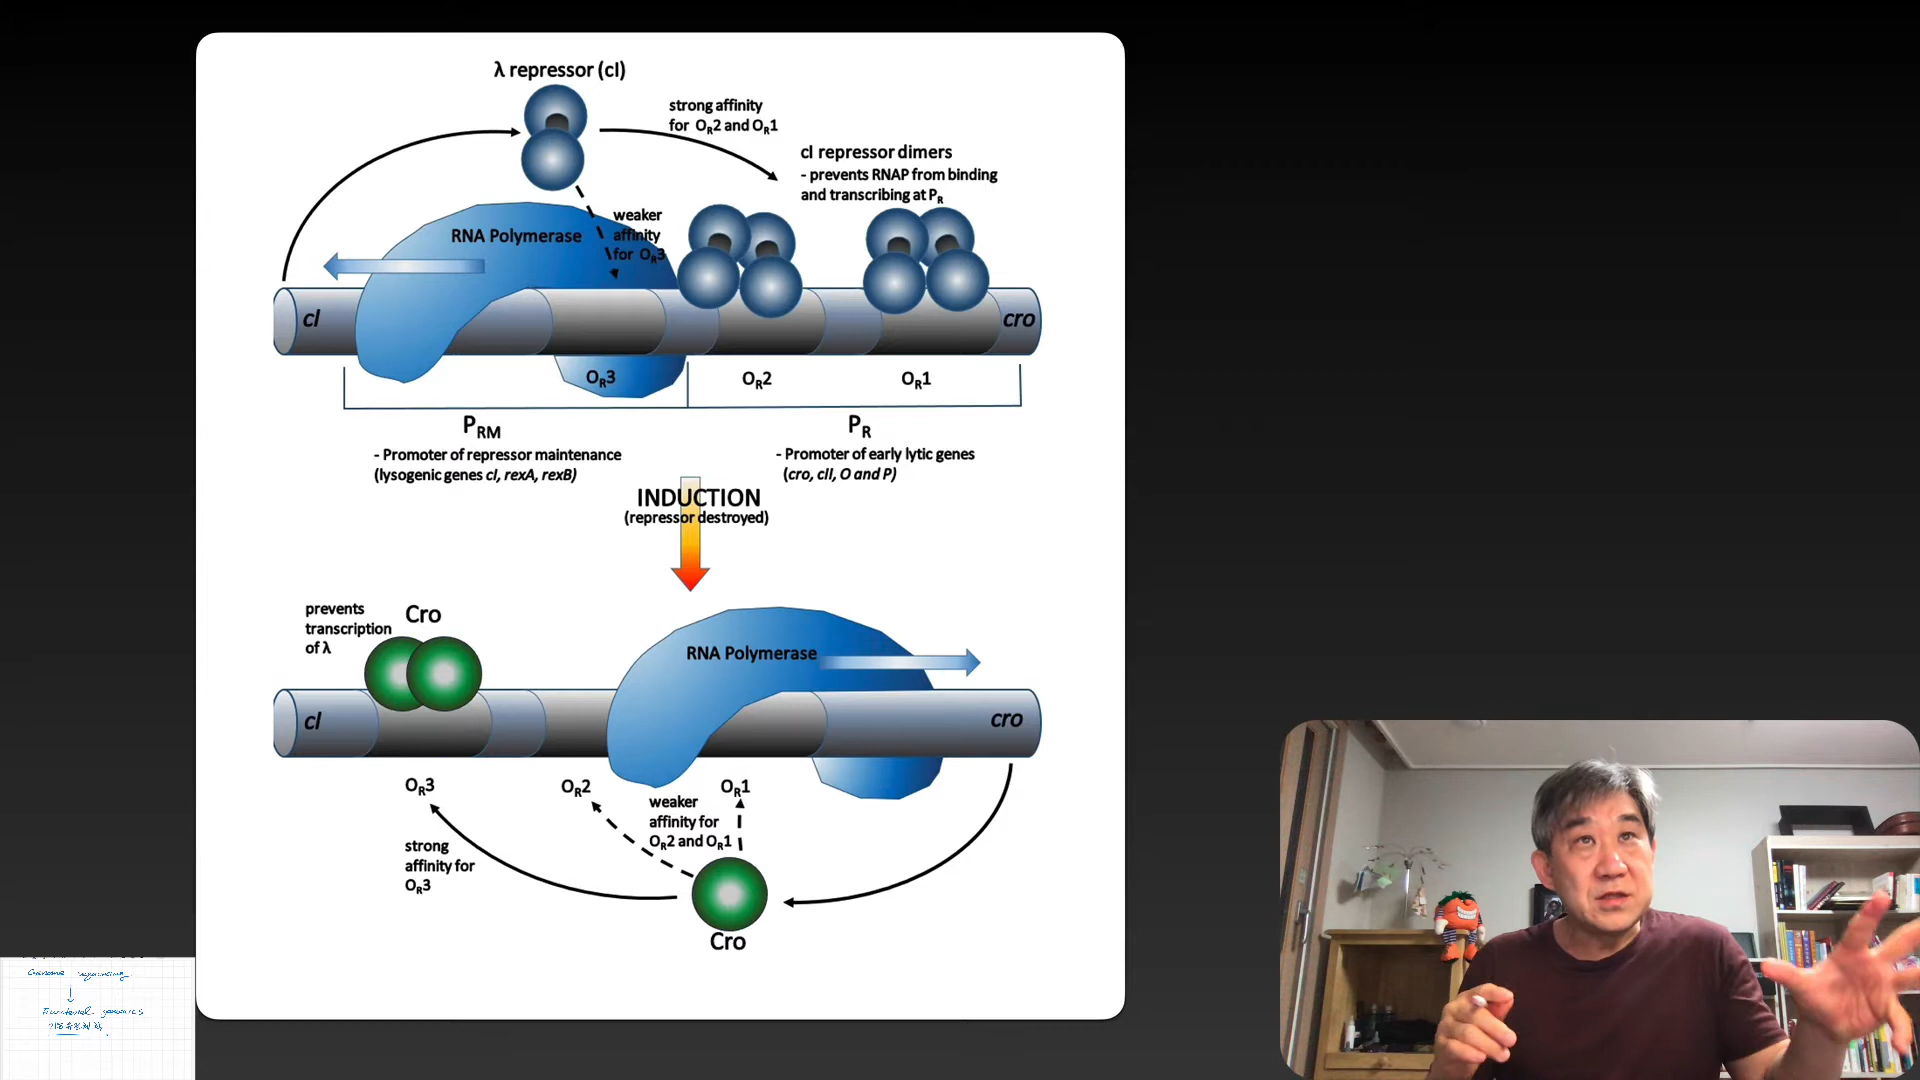 λ repressor (cI)
strong affinity
for OR2 and OR1
cI repressor dimers
- prevents RNAP from binding
and transcribing at PR
weaker
affinity
for OR3
RNA Polymerase
cI
cro
OR3
OR2
OR1
PRM
- Promoter of repressor maintenance
(lysogenic genes cI, rexA, rexB)
PR
- Promoter of early lytic genes
(cro, cII, O and P)
INDUCTION
(repressor destroyed)
prevents
transcription
of λ
Cro
RNA Polymerase
cI
cro
OR3
OR2
OR1
weaker
affinity for
OR2 and OR1
strong
affinity for
OR3
Cro
Genome
genomics